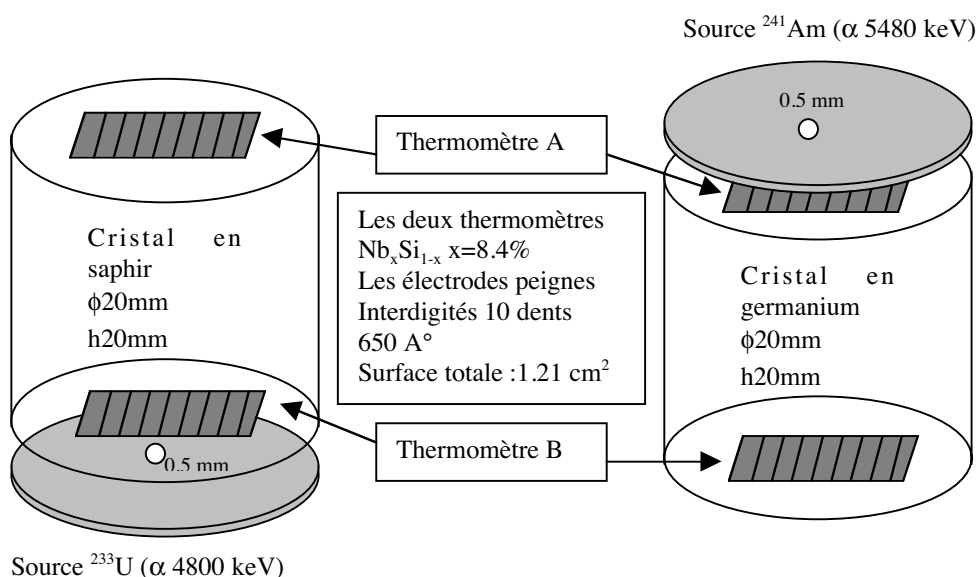 Source ²⁴¹Am (α 5480 keV)
0.5 mm
Thermomètre A
Les deux thermomètres
NbₓSi₁₋ₓ x=8.4%
Les électrodes peignes
Interdigités 10 dents
650 A°
Surface totale :1.21 cm²
Cristal en
saphir
ϕ20mm
h20mm
Cristal en
germanium
ϕ20mm
h20mm
Thermomètre B
0.5 mm
Source ²³³U (α 4800 keV)